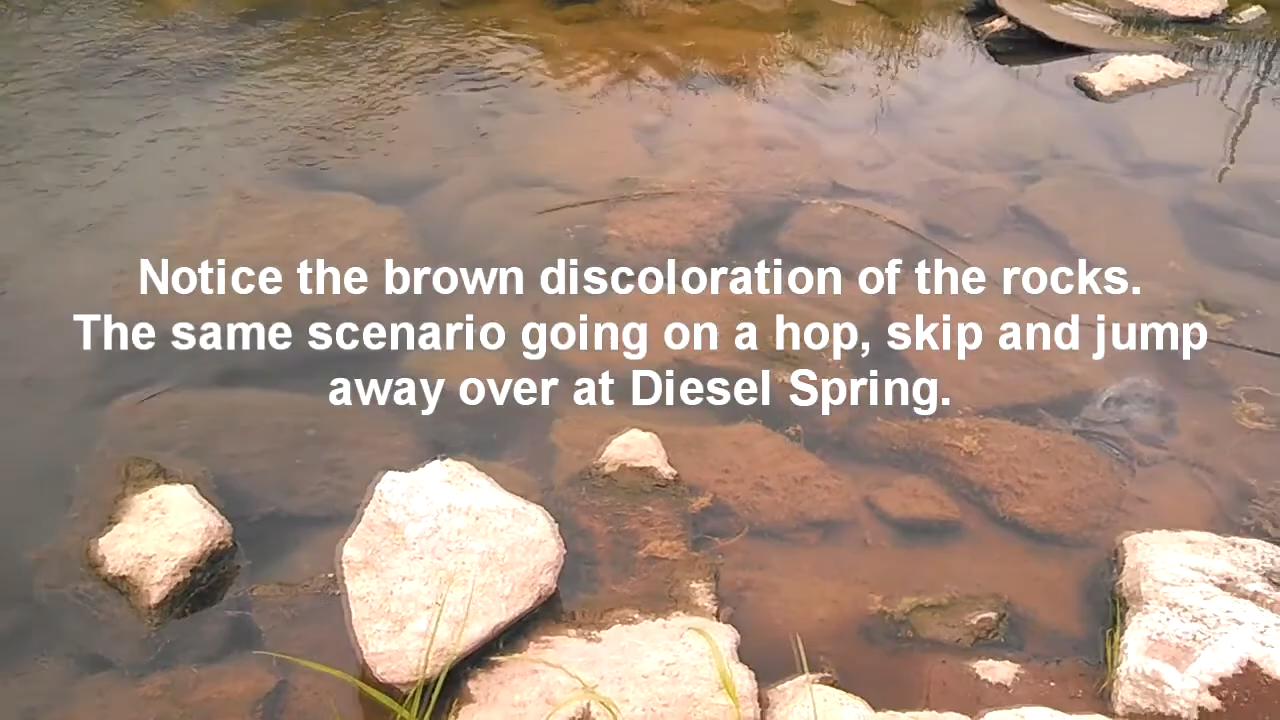 Notice the brown discoloration of the rocks.
The same scenario going on a hop, skip and jump
away over at Diesel Spring.